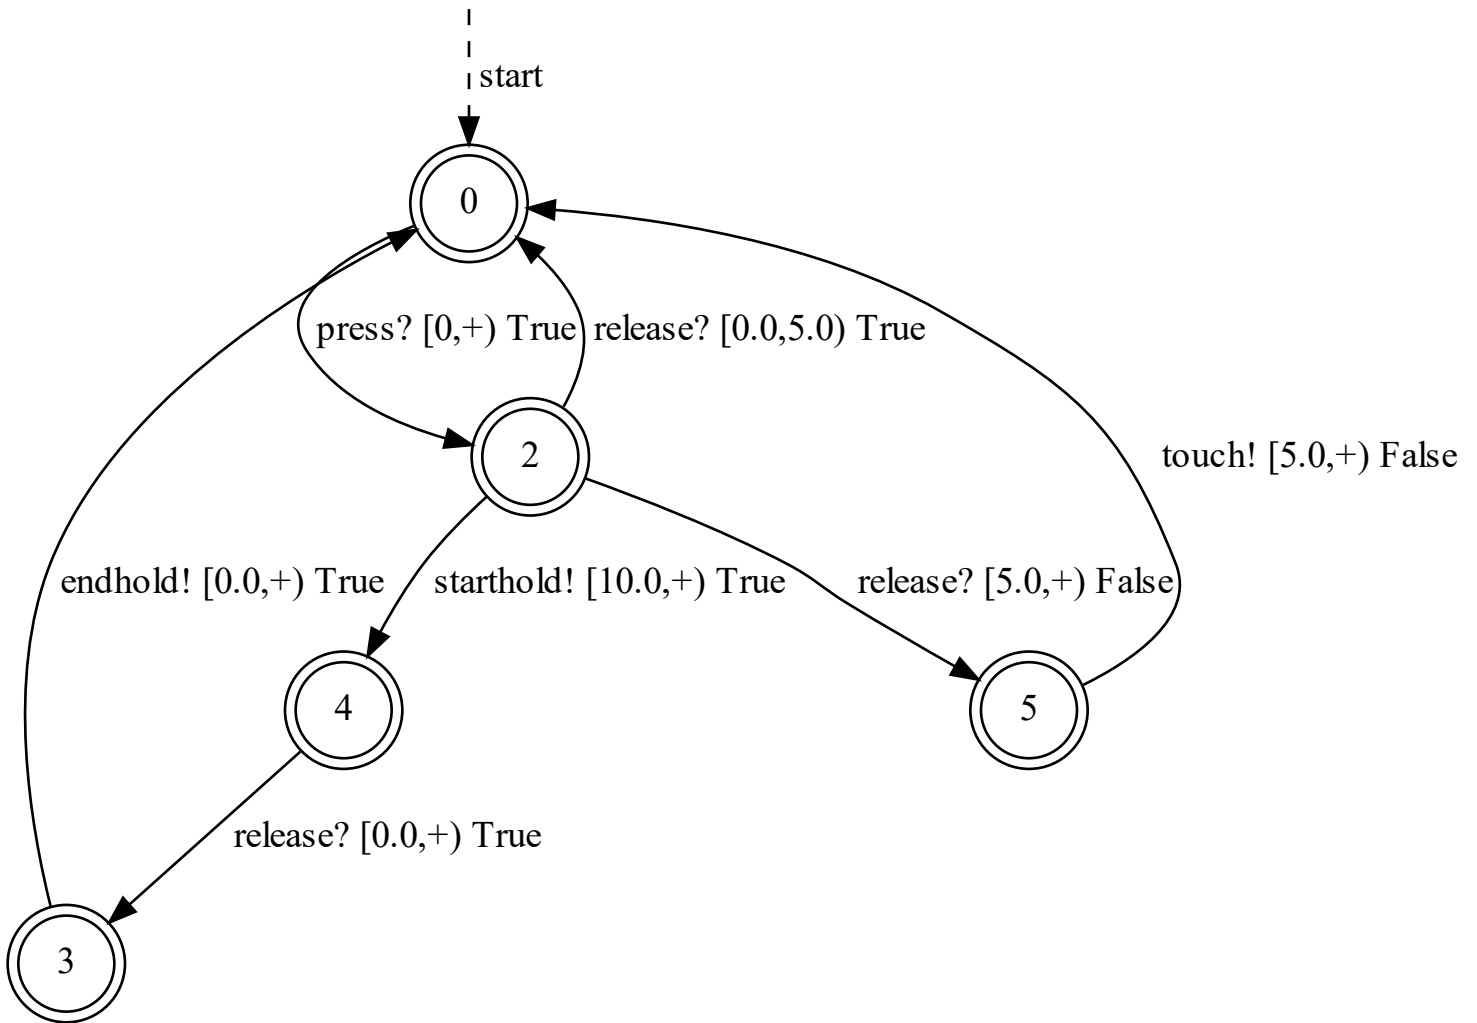 start
0
press? [0,+) True
release? [0.0,5.0) True
2
touch! [5.0,+) False
endhold! [0.0,+) True
starthold! [10.0,+) True
release? [5.0,+) False
4
5
release? [0.0,+) True
3